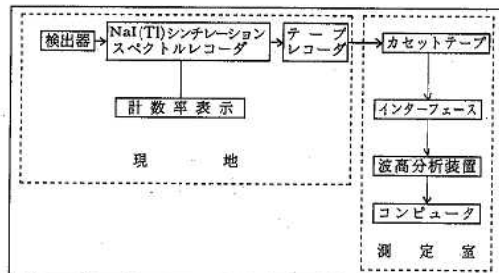 検出器
NaI(Tl)シンチレーション
スペクトルレコーダ
テープ
レコーダ
カセットテープ
計数率表示
インターフェース
現地
波高分析装置
コンピュータ
測定室